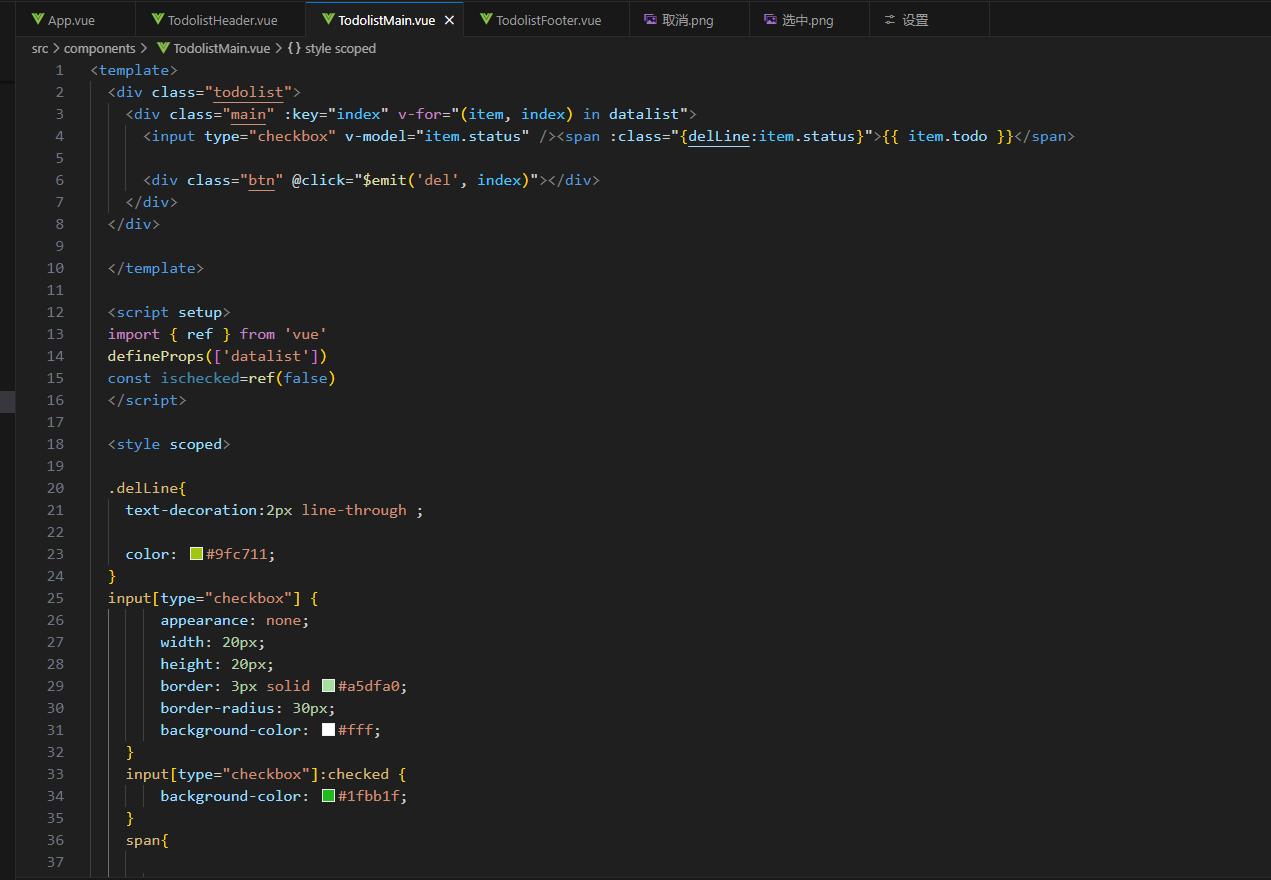 App.vue TodolistHeader.vue TodolistMain.vue TodolistFooter.vue 取消.png 选中.png 设置
src > components > TodolistMain.vue > {} style scoped
1 <template>
2 <div class="todolist">
3 <div class="main" :key="index" v-for="(item, index) in datalist">
4 <input type="checkbox" v-model="item.status" /><span :class="{delLine:item.status}">{{ item.todo }}</span>
5
6 <div class="btn" @click="$emit('del', index)"></div>
7 </div>
8 </div>
9
10 </template>
11
12 <script setup>
13 import { ref } from 'vue'
14 defineProps(['datalist'])
15 const ischecked=ref(false)
16 </script>
17
18 <style scoped>
19
20 .delLine{
21 text-decoration:2px line-through ;
22
23 color: #9fc711;
24 }
25 input[type="checkbox"] {
26 appearance: none;
27 width: 20px;
28 height: 20px;
29 border: 3px solid #a5dfa0;
30 border-radius: 30px;
31 background-color: #fff;
32 }
33 input[type="checkbox"]:checked {
34 background-color: #1fbb1f;
35 }
36 span{
37